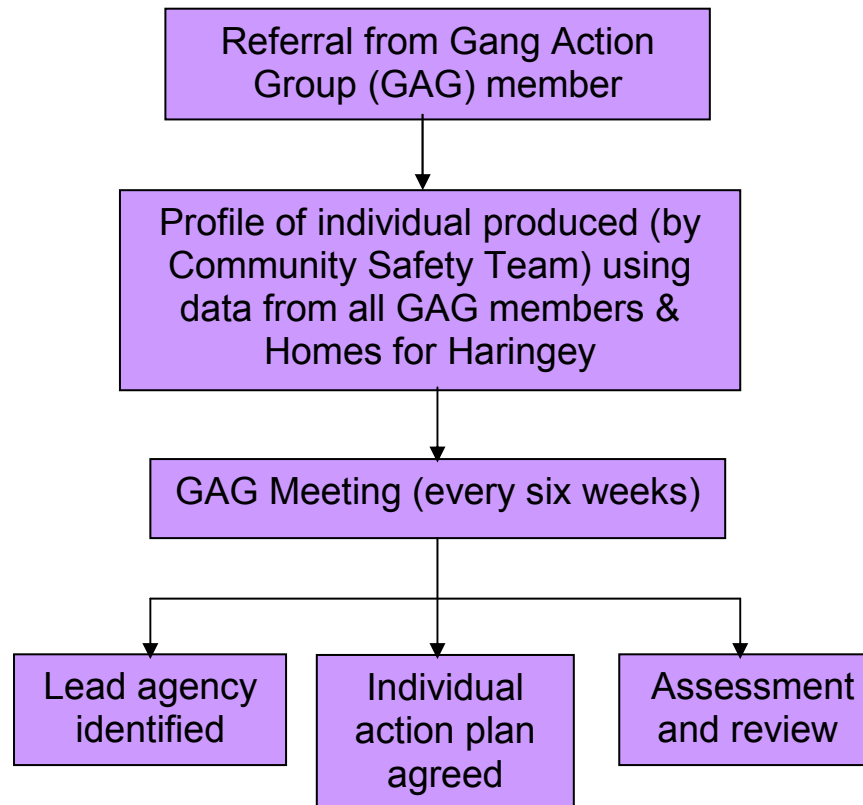 Referral from Gang Action
Group (GAG) member
Profile of individual produced (by
Community Safety Team) using
data from all GAG members &
Homes for Haringey
GAG Meeting (every six weeks)
Lead agency
identified
Individual
action plan
agreed
Assessment
and review